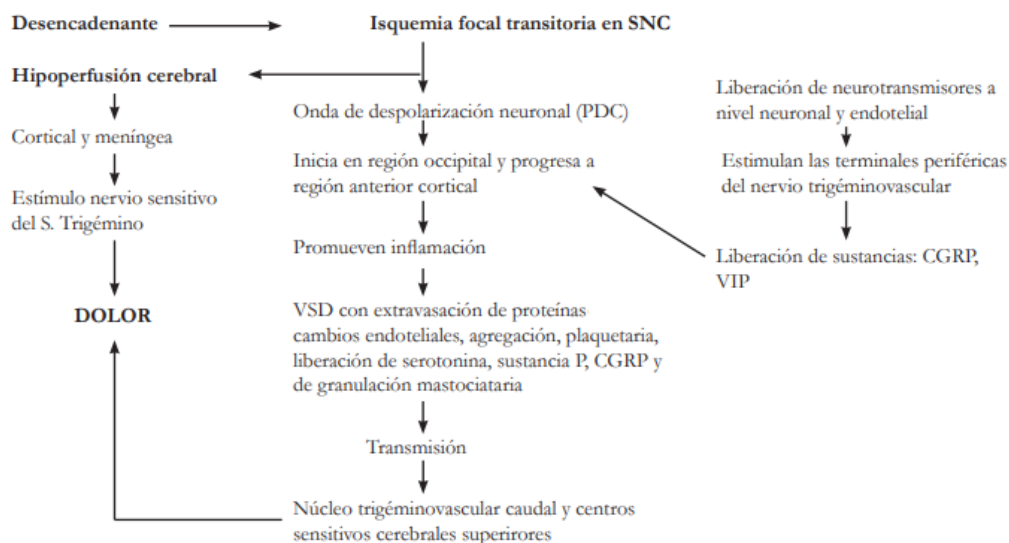 Desencadenante
Isquemia focal transitoria en SNC
Hipoperfusión cerebral
Cortical y meníngea
Estímulo nervio sensitivo
del S. Trigémino
DOLOR
Onda de despolarización neuronal (PDC)
Inicia en región occipital y progresa a
región anterior cortical
Promueven inflamación
VSD con extravasación de proteínas
cambios endoteliales, agregación, plaquetaria,
liberación de serotonina, sustancia P, CGRP y
de granulación mastociataria
Transmisión
Núcleo trigéminovascular caudal y centros
sensitivos cerebrales superirores
Liberación de neurotransmisores a
nivel neuronal y endotelial
Estimulan las terminales periféricas
del nervio trigéminovascular
Liberación de sustancias: CGRP,
VIP